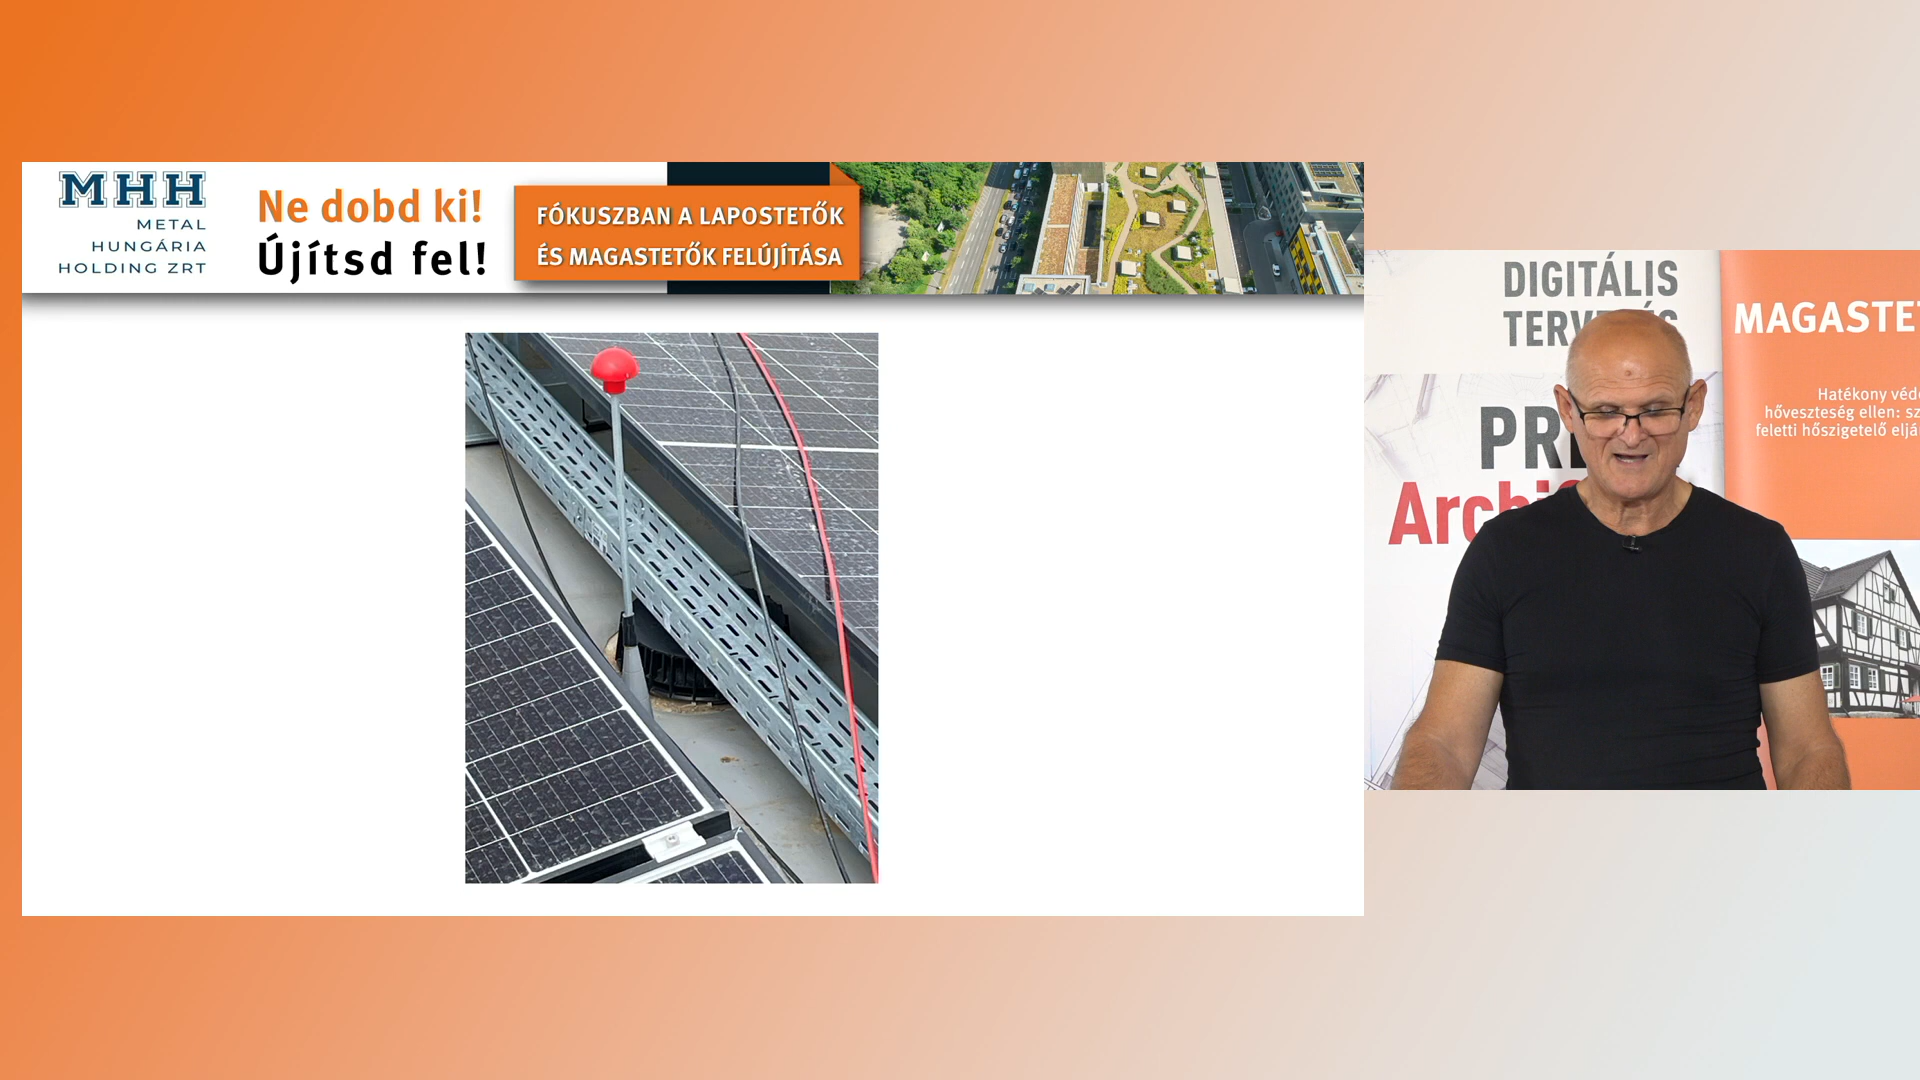 MHH
METAL
HUNGÁRIA
HOLDING ZRT
Ne dobd ki!
Újítsd fel!
FÓKUSZBAN A LAPOSTETŐK
ÉS MAGASTETŐK FELÚJÍTÁSA
DIGITÁLIS
MAGASTE
Hatékony véd
hőveszteség ellen: sz
feletti hőszigetelő eljá